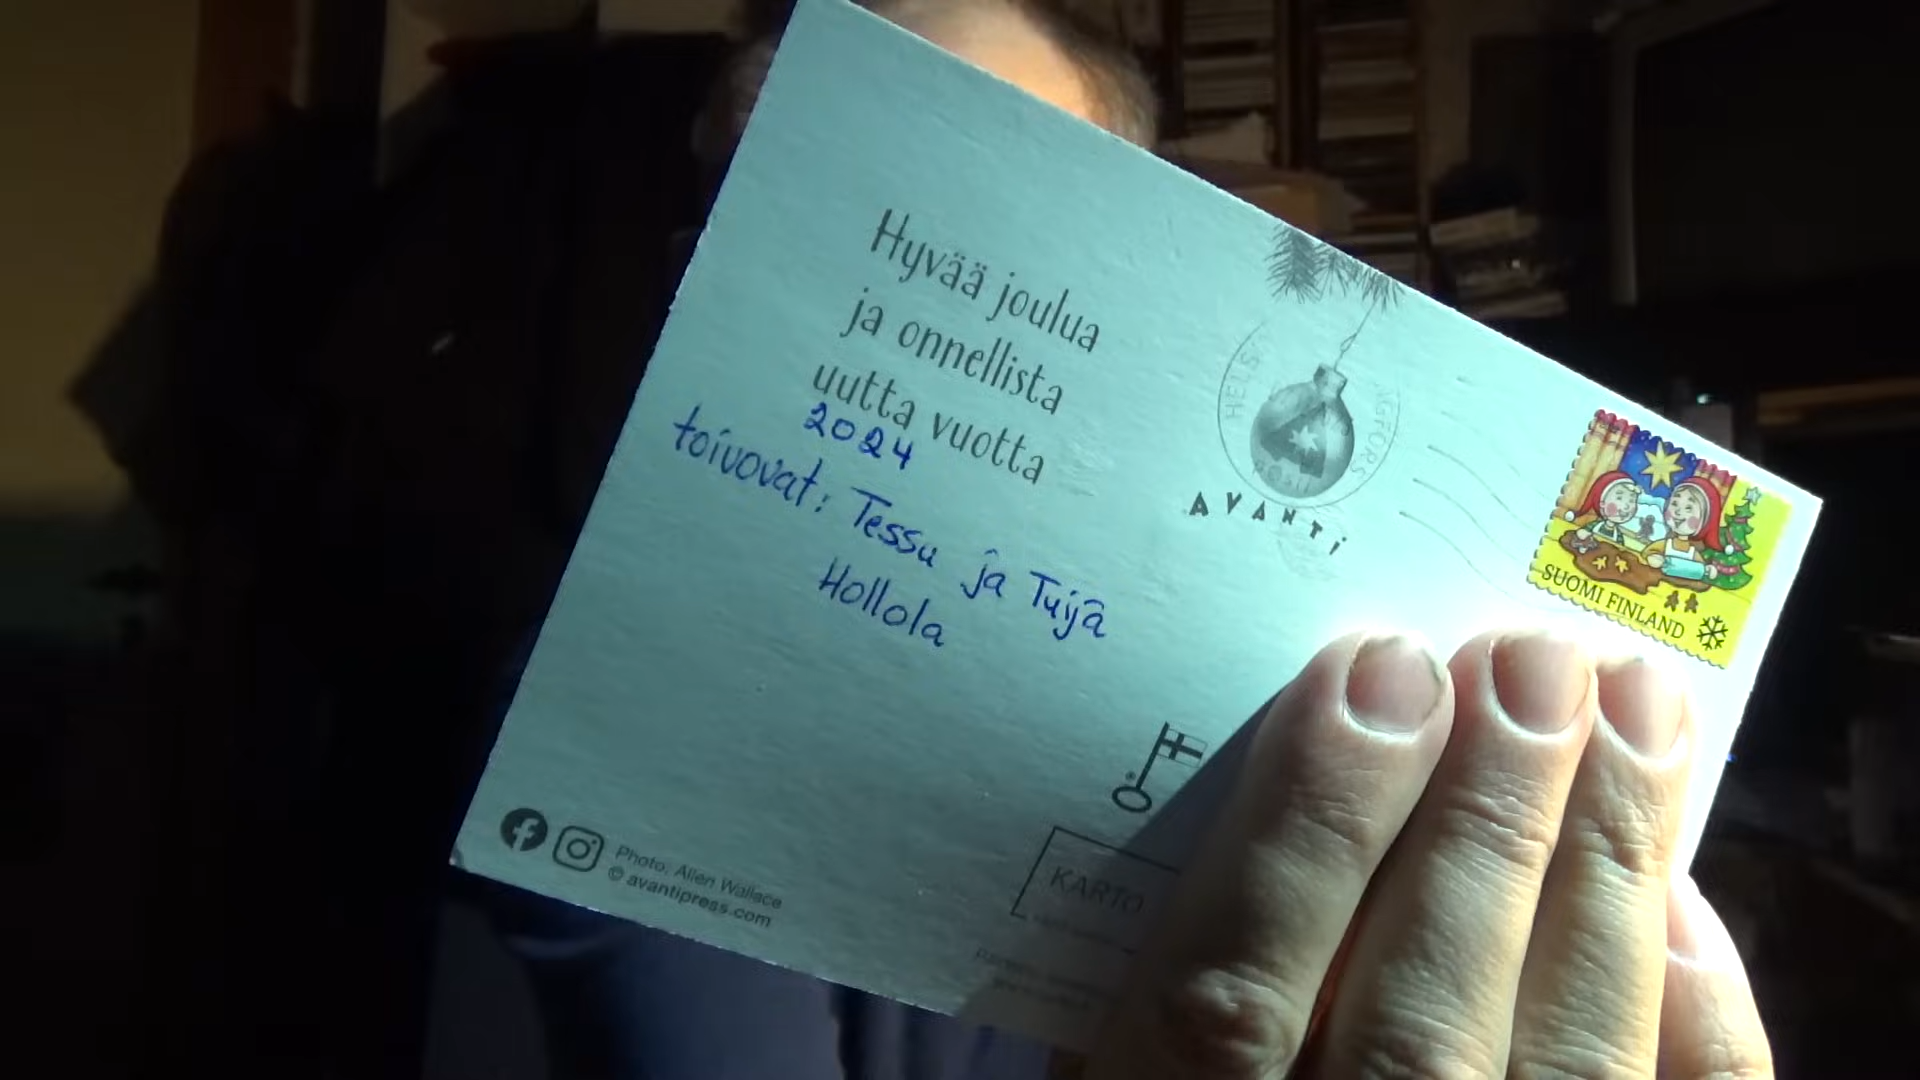 Hyvää joulua
ja onnellista
uutta vuotta
2024
toivovat: Tessu ja Tuija
Hollola
AVANTI
SUOMI FINLAND
KARTO
Photo: Allen Wallace
© avantipress.com